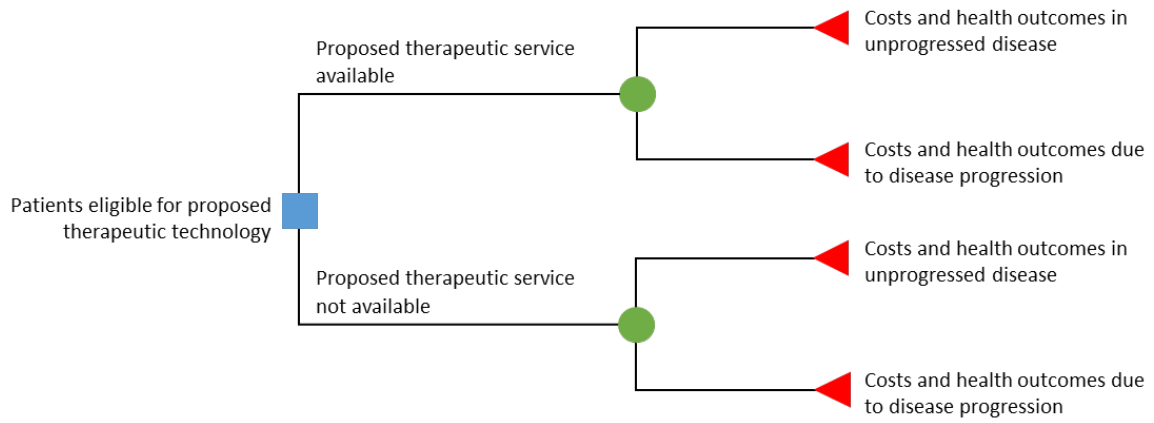 Costs and health outcomes in
unprogressed disease
Proposed therapeutic service
available
Costs and health outcomes due
to disease progression
Patients eligible for proposed
therapeutic technology
Costs and health outcomes in
unprogressed disease
Proposed therapeutic service
not available
Costs and health outcomes due
to disease progression